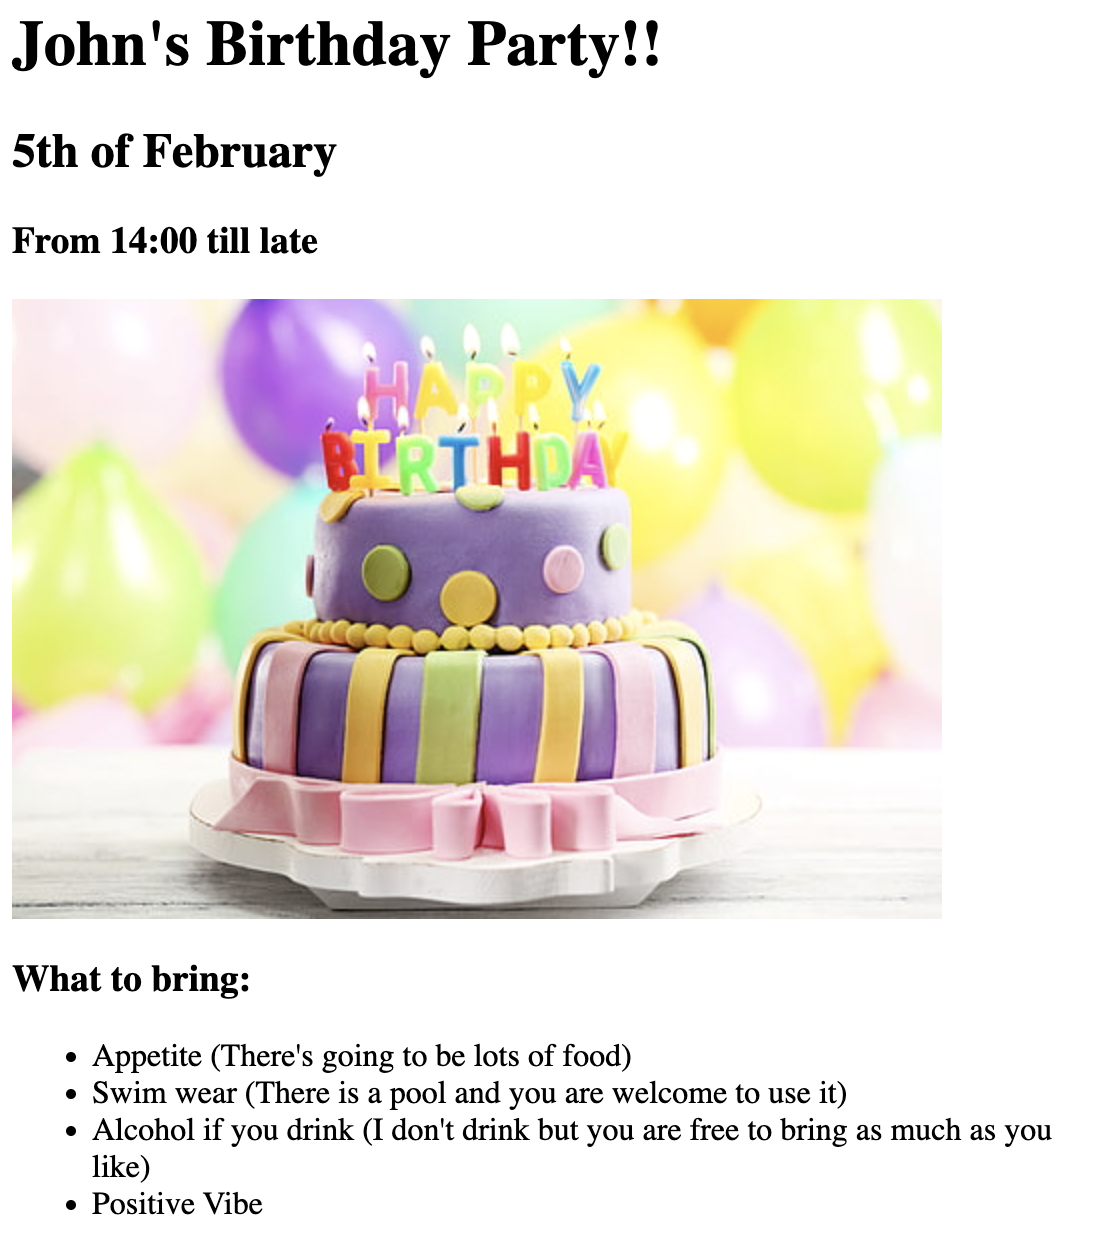 John's Birthday Party!!
5th of February
From 14:00 till late
HAPPY
BIRTHDAY
What to bring:
Appetite (There's going to be lots of food)
Swim wear (There is a pool and you are welcome to use it)
Alcohol if you drink (I don't drink but you are free to bring as much as you
like)
Positive Vibe